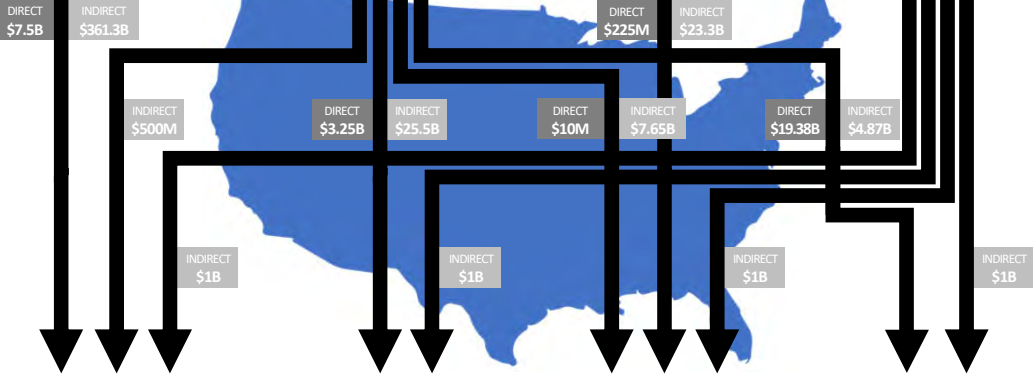 DIRECT
$7.5B
INDIRECT
$361.3B
DIRECT
$225M
INDIRECT
$23.3B
INDIRECT
$500M
DIRECT
$3.25B
INDIRECT
$25.5B
DIRECT
$10M
INDIRECT
$7.65B
DIRECT
$19.38B
INDIRECT
$4.87B
INDIRECT
$1B
INDIRECT
$1B
INDIRECT
$1B
INDIRECT
$1B